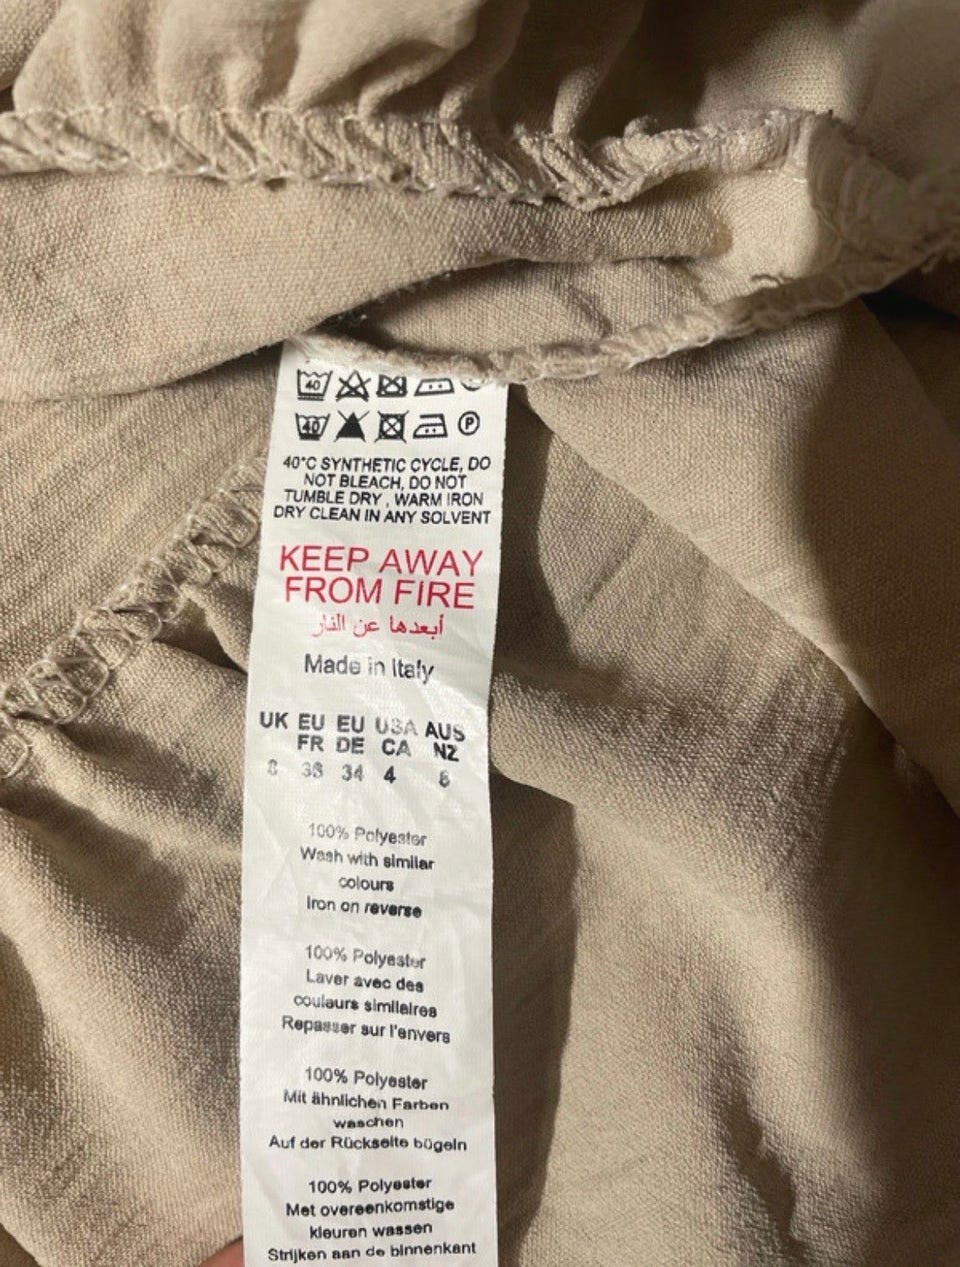 40
40 P
40°C SYNTHETIC CYCLE, DO
NOT BLEACH, DO NOT
TUMBLE DRY , WARM IRON
DRY CLEAN IN ANY SOLVENT
KEEP AWAY
FROM FIRE
أبعدها عن النار
Made in Italy
UK EU EU USA AUS
FR DE CA NZ
8 36 34 4 8
100% Polyester
Wash with similar
colours
Iron on reverse
100% Polyester
Laver avec des
couleurs similaires
Repasser sur l'envers
100% Polyester
Mit ähnlichen Farben
waschen
Auf der Rückseite bügeln
100% Polyester
Met overeenkomstige
kleuren wassen
Strijken aan de binnenkant